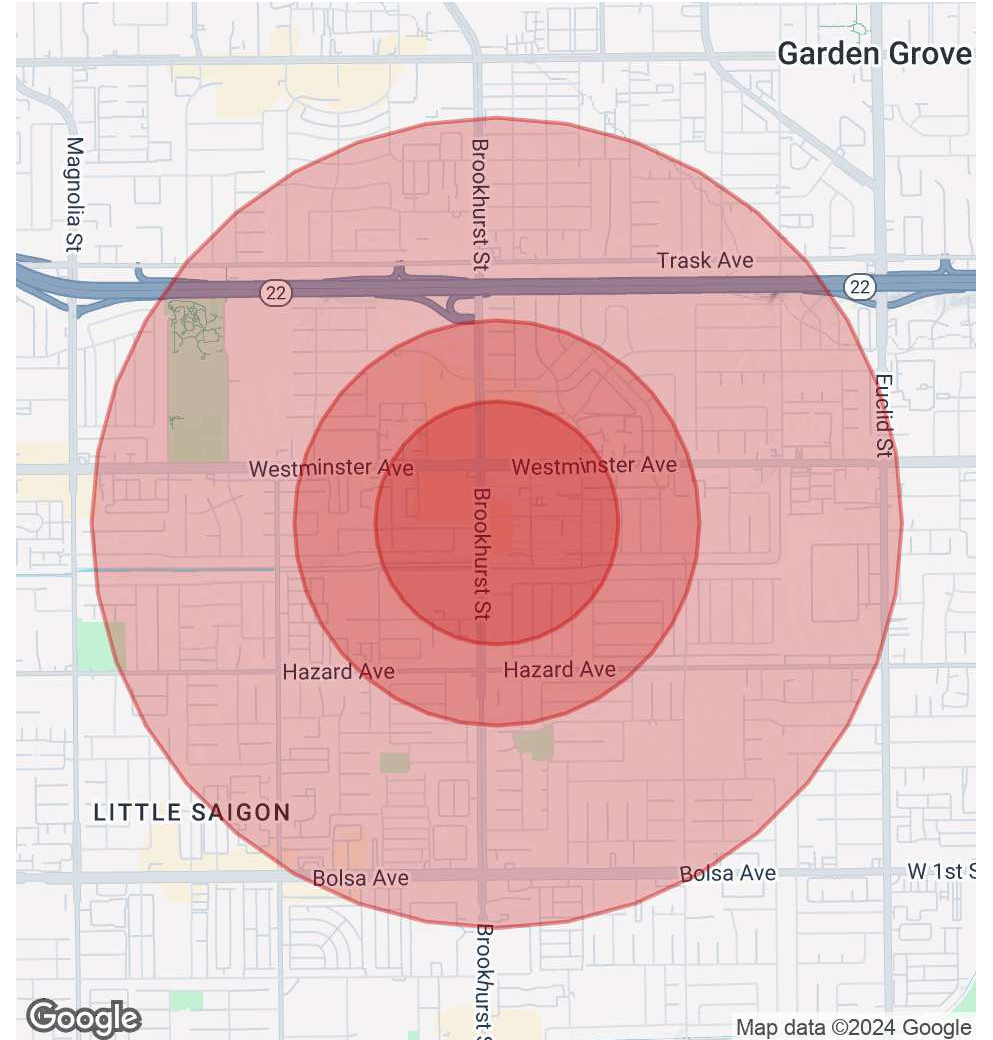 Garden Grove
Magnolia St
Brookhurst St
Trask Ave
22
22
Euclid St
Westminster Ave
Westminster Ave
Brookhurst St
Hazard Ave
Hazard Ave
LITTLE SAIGON
Bolsa Ave
Bolsa Ave
W 1st S
Brookhurst S
Google
Map data ©2024 Google